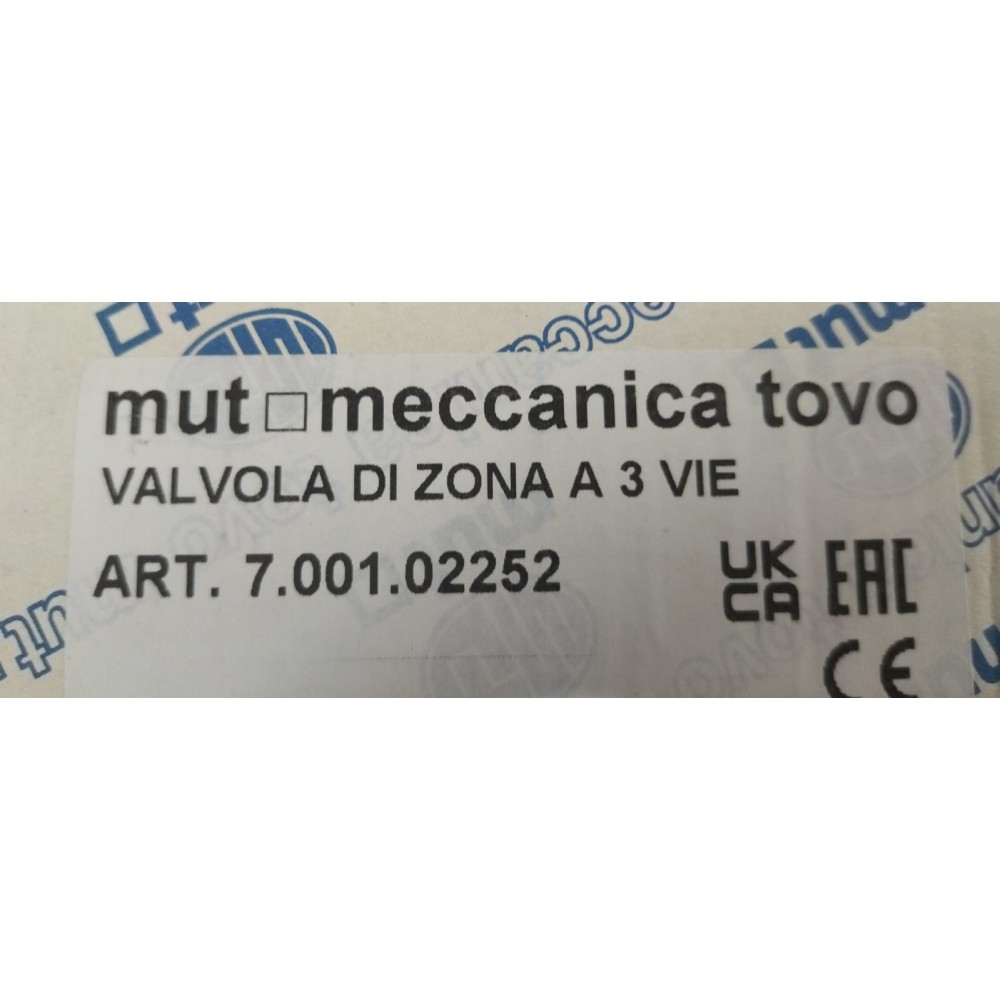 mut □ meccanica tovo
VALVOLA DI ZONA A 3 VIE
ART. 7.001.02252
UK
CA
EAC
CE